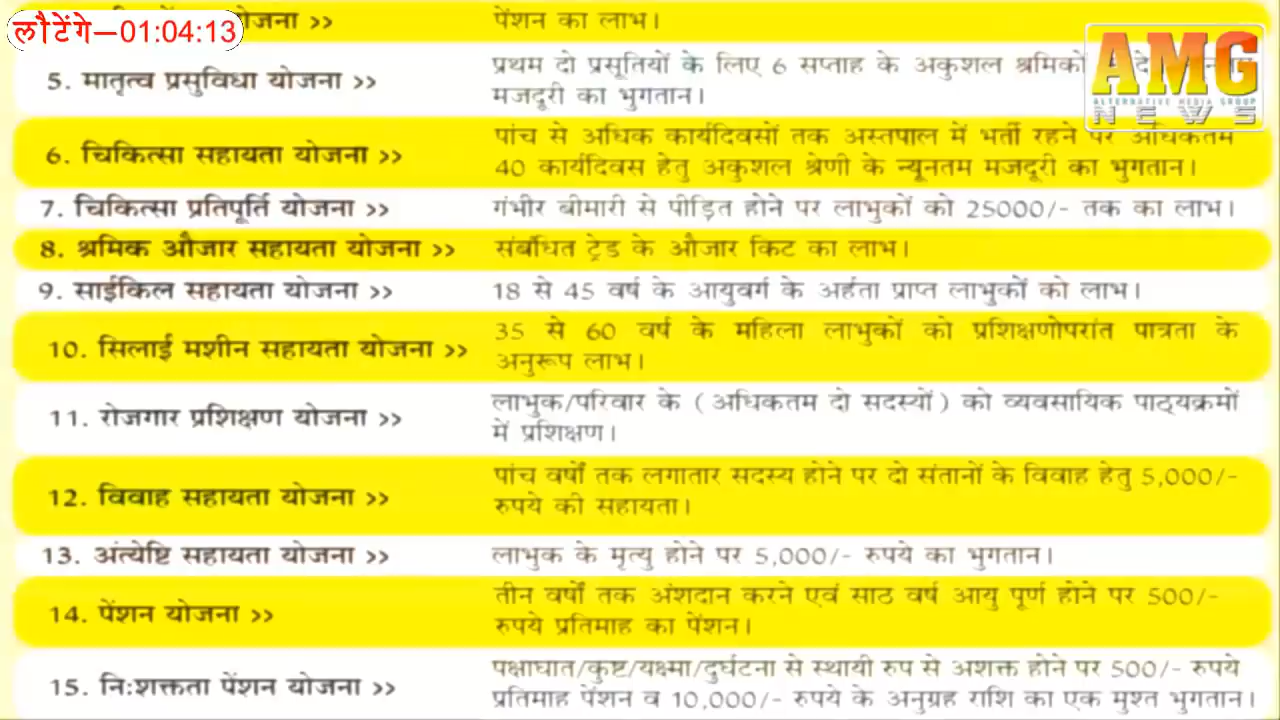 लौटेंगे—01:04:13
योजना >> पेंशन का लाभ।
5. मातृत्व प्रसुविधा योजना >>
प्रथम दो प्रसूतियों के लिए 6 सप्ताह के अकुशल श्रमिकों
मजदूरी का भुगतान।
AMG
ALTERNATIVE MEDIA GROUP
NEWS
6. चिकित्सा सहायता योजना >>
पांच से अधिक कार्यदिवसों तक अस्तपाल में भर्ती रहने पर अधिकतम
40 कार्यदिवस हेतु अकुशल श्रेणी के न्यूनतम मजदूरी का भुगतान।
7. चिकित्सा प्रतिपूर्ति योजना >> गंभीर बीमारी से पीड़ित होने पर लाभुकों को 25000/- तक का लाभ।
8. श्रमिक औजार सहायता योजना >> संबंधित ट्रेड के औजार किट का लाभ।
9. साईकिल सहायता योजना >> 18 से 45 वर्ष के आयुवर्ग के अर्हता प्राप्त लाभुकों को लाभ।
10. सिलाई मशीन सहायता योजना >>
35 से 60 वर्ष के महिला लाभुकों को प्रशिक्षणोपरांत पात्रता के
अनुरूप लाभ।
11. रोजगार प्रशिक्षण योजना >>
लाभुक/परिवार के (अधिकतम दो सदस्यों) को व्यवसायिक पाठ्यक्रमों
में प्रशिक्षण।
12. विवाह सहायता योजना >>
पांच वर्षों तक लगातार सदस्य होने पर दो संतानों के विवाह हेतु 5,000/-
रुपये की सहायता।
13. अंत्येष्टि सहायता योजना >> लाभुक के मृत्यु होने पर 5,000/- रुपये का भुगतान।
14. पेंशन योजना >>
तीन वर्षों तक अंशदान करने एवं साठ वर्ष आयु पूर्ण होने पर 500/-
रुपये प्रतिमाह का पेंशन।
15. निःशक्तता पेंशन योजना >>
पक्षाघात/कुष्ट/यक्ष्मा/दुर्घटना से स्थायी रुप से अशक्त होने पर 500/- रुपये
प्रतिमाह पेंशन व 10,000/- रुपये के अनुग्रह राशि का एक मुश्त भुगतान।